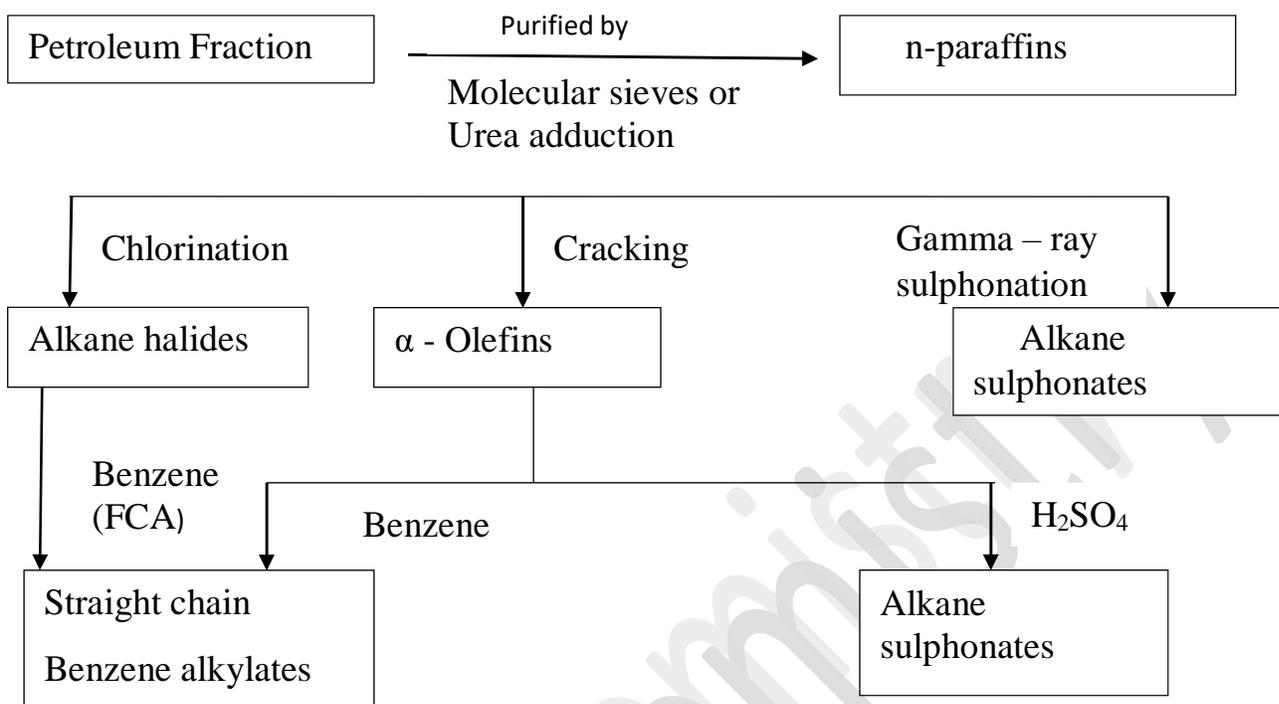 Purified by
Petroleum Fraction
n-paraffins
Molecular sieves or
Urea adduction
Chlorination
Cracking
Gamma – ray
sulphonation
Alkane halides
α - Olefins
Alkane
sulphonates
Benzene
(FCA)
Benzene
H₂SO₄
Straight chain
Benzene alkylates
Alkane
sulphonates